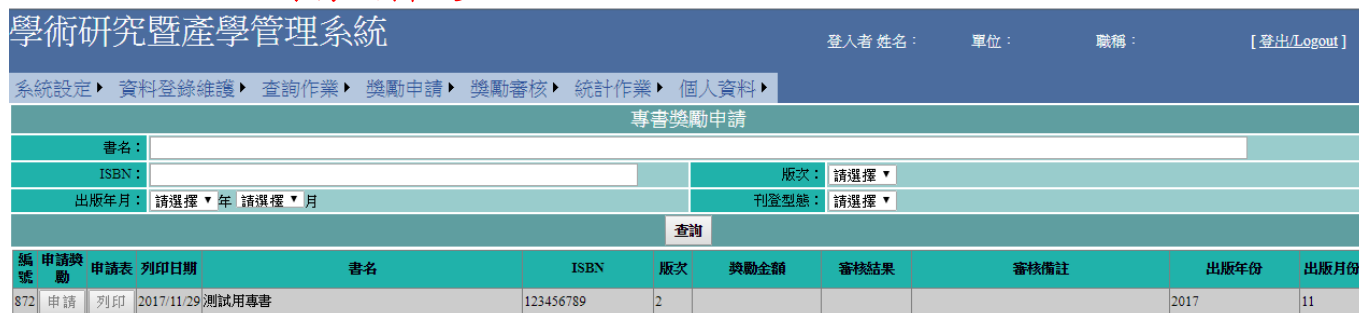 學術研究暨產學管理系統
登入者 姓名： 單位： 職稱： [ 登出/Logout ]
系統設定 資料登錄維護 查詢作業 獎勵申請 獎勵審核 統計作業 個人資料
專書獎勵申請
書名：
ISBN： 版次： 請選擇
出版年月： 請選擇 年 請選擇 月 刊登型態： 請選擇
查詢
編號 申請獎勵 申請表 列印日期 書名 ISBN 版次 獎勵金額 審核結果 審核備註 出版年份 出版月份
872 申請 列印 2017/11/29 測試用專書 123456789 2 2017 11